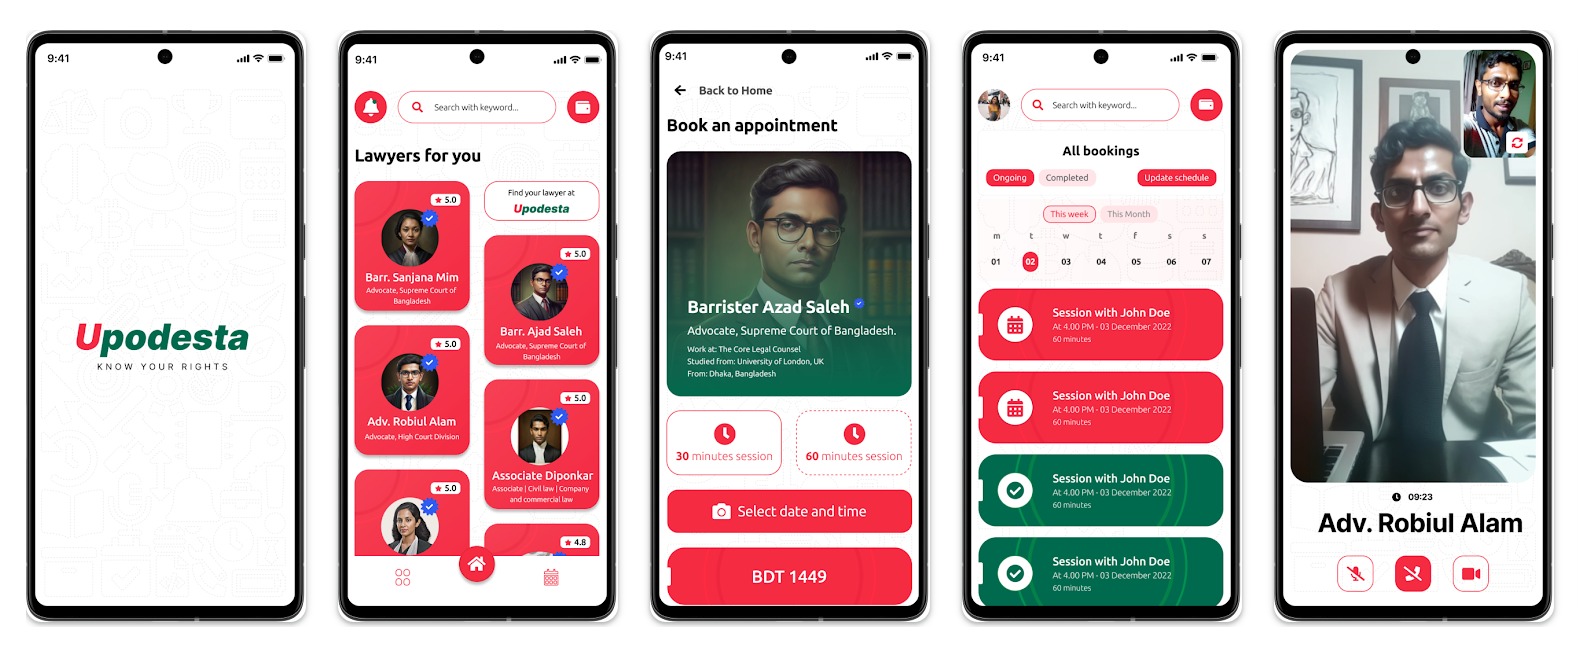 9:41
Upodesta
KNOW YOUR RIGHTS
9:41
Search with keyword...
Lawyers for you
5.0
Barr. Sanjana Mim
Advocate, Supreme Court of
Bangladesh
Find your lawyer at
Upodesta
5.0
Barr. Ajad Saleh
Advocate, Supreme Court of
Bangladesh
5.0
Adv. Robiul Alam
Advocate, High Court Division
5.0
Associate Diponkar
Associate | Civil law | Company
and commercial law
5.0
4.8
9:41
Back to Home
Book an appointment
Barrister Azad Saleh
Advocate, Supreme Court of Bangladesh.
Work at: The Core Legal Counsel
Studied from: University of London, UK
From: Dhaka, Bangladesh
30 minutes session
60 minutes session
Select date and time
BDT 1449
9:41
Search with keyword...
All bookings
Ongoing Completed Update schedule
This week This Month
m t w t f s s
01 02 03 04 05 06 07
Session with John Doe
At 4.00 PM - 03 December 2022
60 minutes
Session with John Doe
At 4.00 PM - 03 December 2022
60 minutes
Session with John Doe
At 4.00 PM - 03 December 2022
60 minutes
Session with John Doe
At 4.00 PM - 03 December 2022
60 minutes
09:23
Adv. Robiul Alam